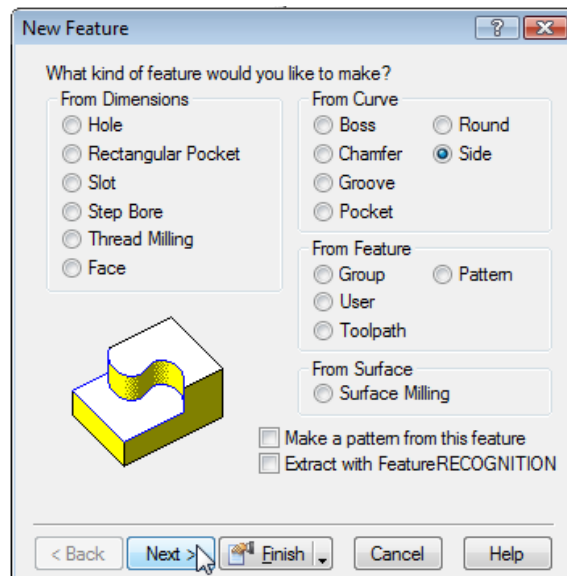 New Feature
What kind of feature would you like to make?
From Dimensions
Hole
Rectangular Pocket
Slot
Step Bore
Thread Milling
Face
From Curve
Boss
Round
Chamfer
Side
Groove
Pocket
From Feature
Group
Pattern
User
Toolpath
From Surface
Surface Milling
Make a pattern from this feature
Extract with FeatureRECOGNITION
< Back
Next >
Finish
Cancel
Help